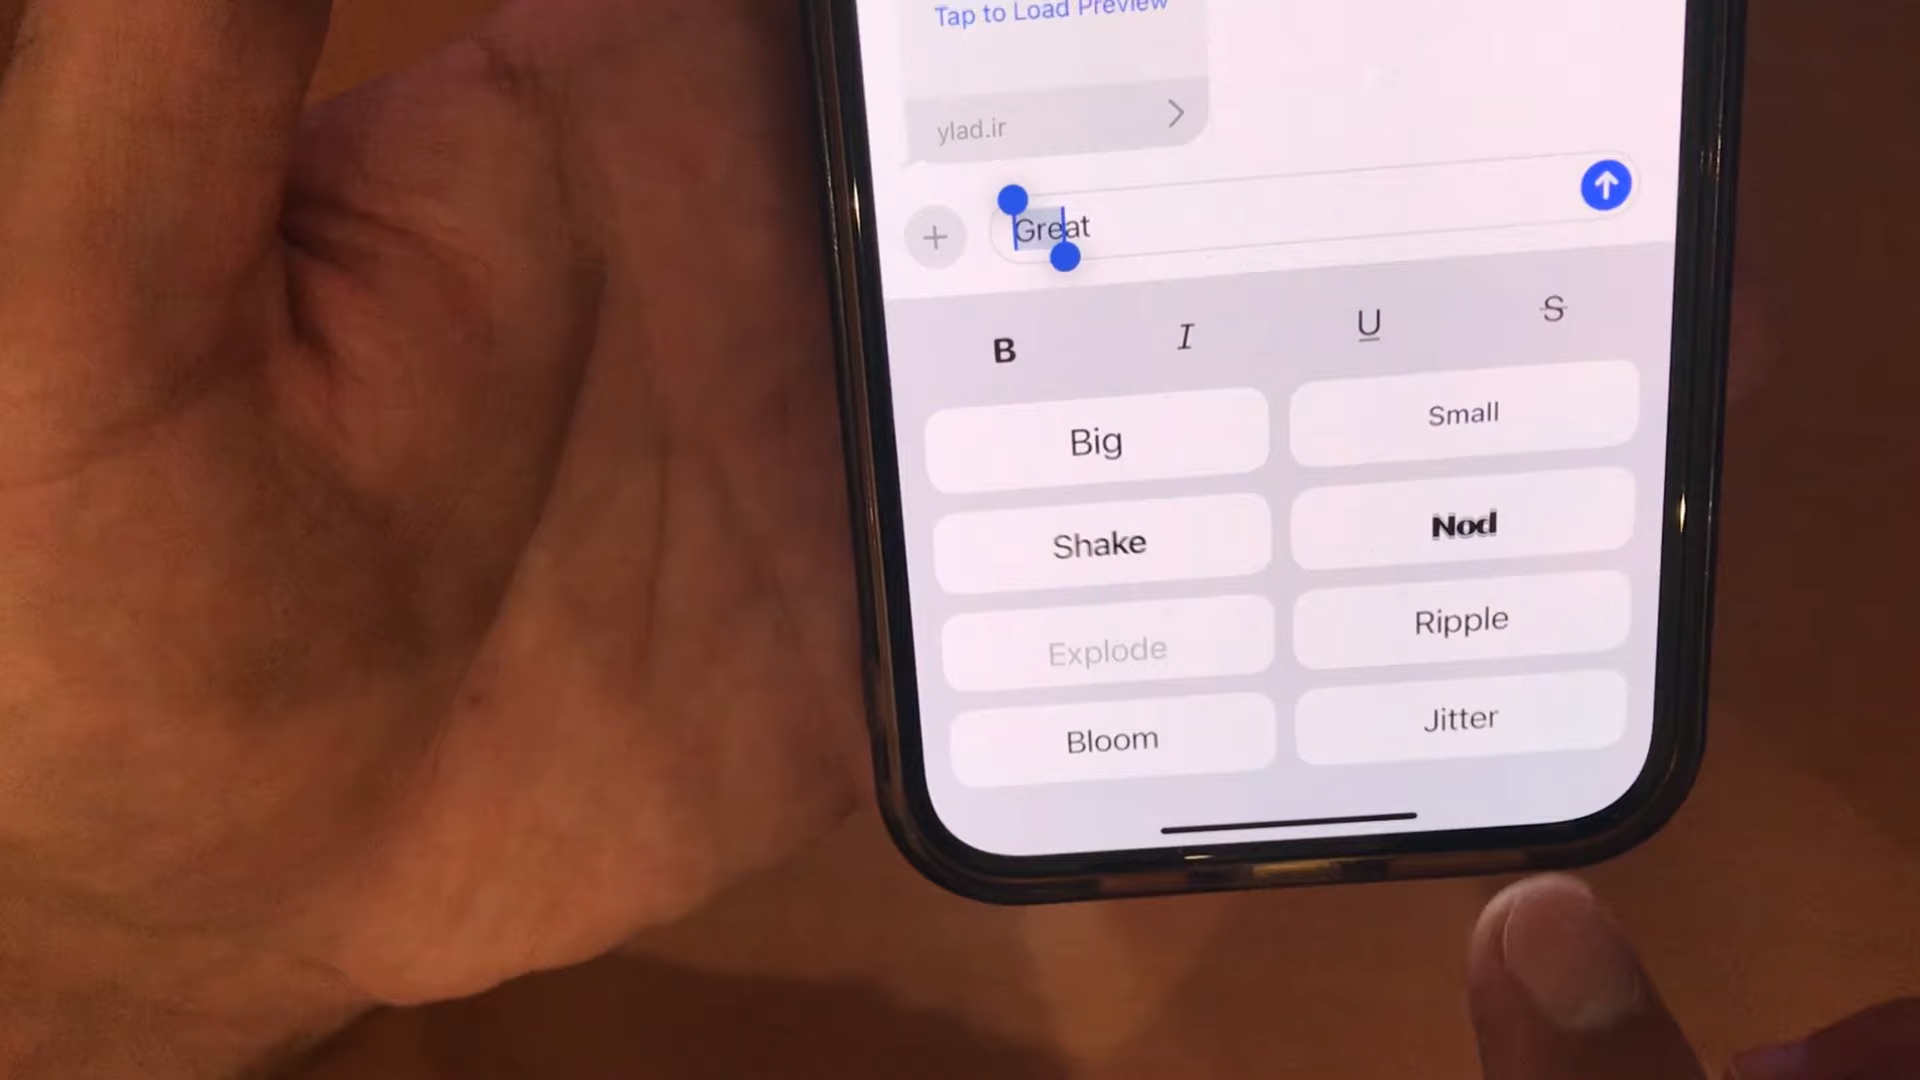 Tap to Load Preview
ylad.ir
Great
B I U S
Big Small
Shake Nod
Explode Ripple
Bloom Jitter